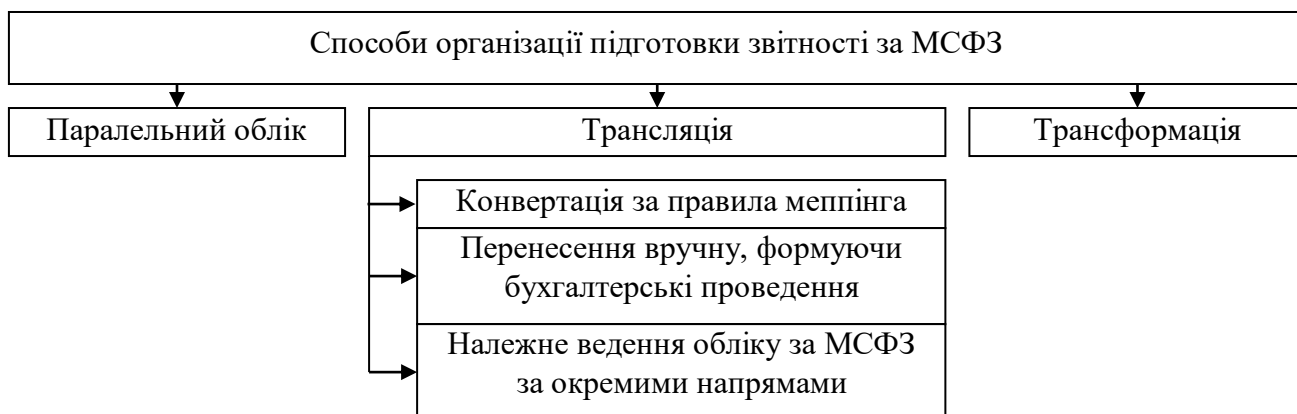 Способи організації підготовки звітності за МСФЗ
Паралельний облік
Трансляція
Трансформація
Конвертація за правила меппінга
Перенесення вручну, формуючи
бухгалтерські проведення
Належне ведення обліку за МСФЗ
за окремими напрямами